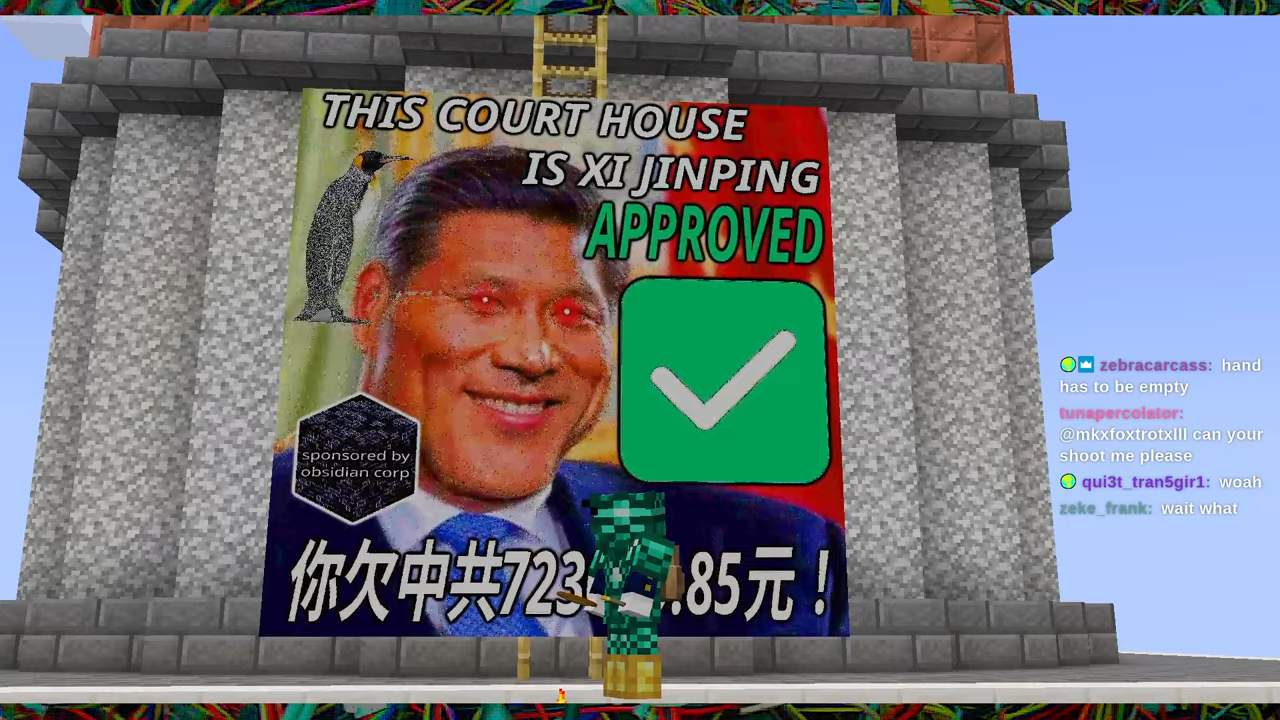 THIS COURT HOUSE
IS XI JINPING
APPROVED
sponsored by
obsidian corp
你欠中共723 .85元！
zebracarcass: hand
has to be empty
tunapercolator:
@mkxfoxtrotxlll can your
shoot me please
qui3t_tran5gir1: woah
zeke_frank: wait what